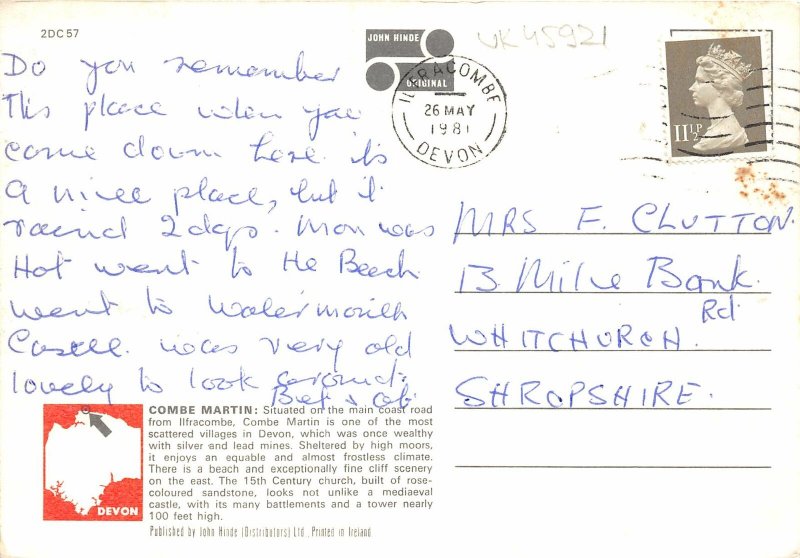 2DC57
JOHN HINDE
ORIGINAL
UK45921
ILFRACOMBE
26 MAY
1981
DEVON
11½P
Do you remember
This place when you
came down here. its
A nice place, but it
raind 2 days. Mon was
Hot went to the Beach
went to Watermouth
Castle. was very old
lovely to look around.
MRS F. CLUTTON.
13 Mile Bank
Rd
WHITCHURCH
SHROPSHIRE.
COMBE MARTIN: Situated on the main coast road
from Ilfracombe, Combe Martin is one of the most
scattered villages in Devon, which was once wealthy
with silver and lead mines. Sheltered by high moors,
it enjoys an equable and almost frostless climate.
There is a beach and exceptionally fine cliff scenery
on the east. The 15th Century church, built of rose-
coloured sandstone, looks not unlike a mediaeval
castle, with its many battlements and a tower nearly
100 feet high.
DEVON
Published by John Hinde (Distributors) Ltd., Printed in Ireland